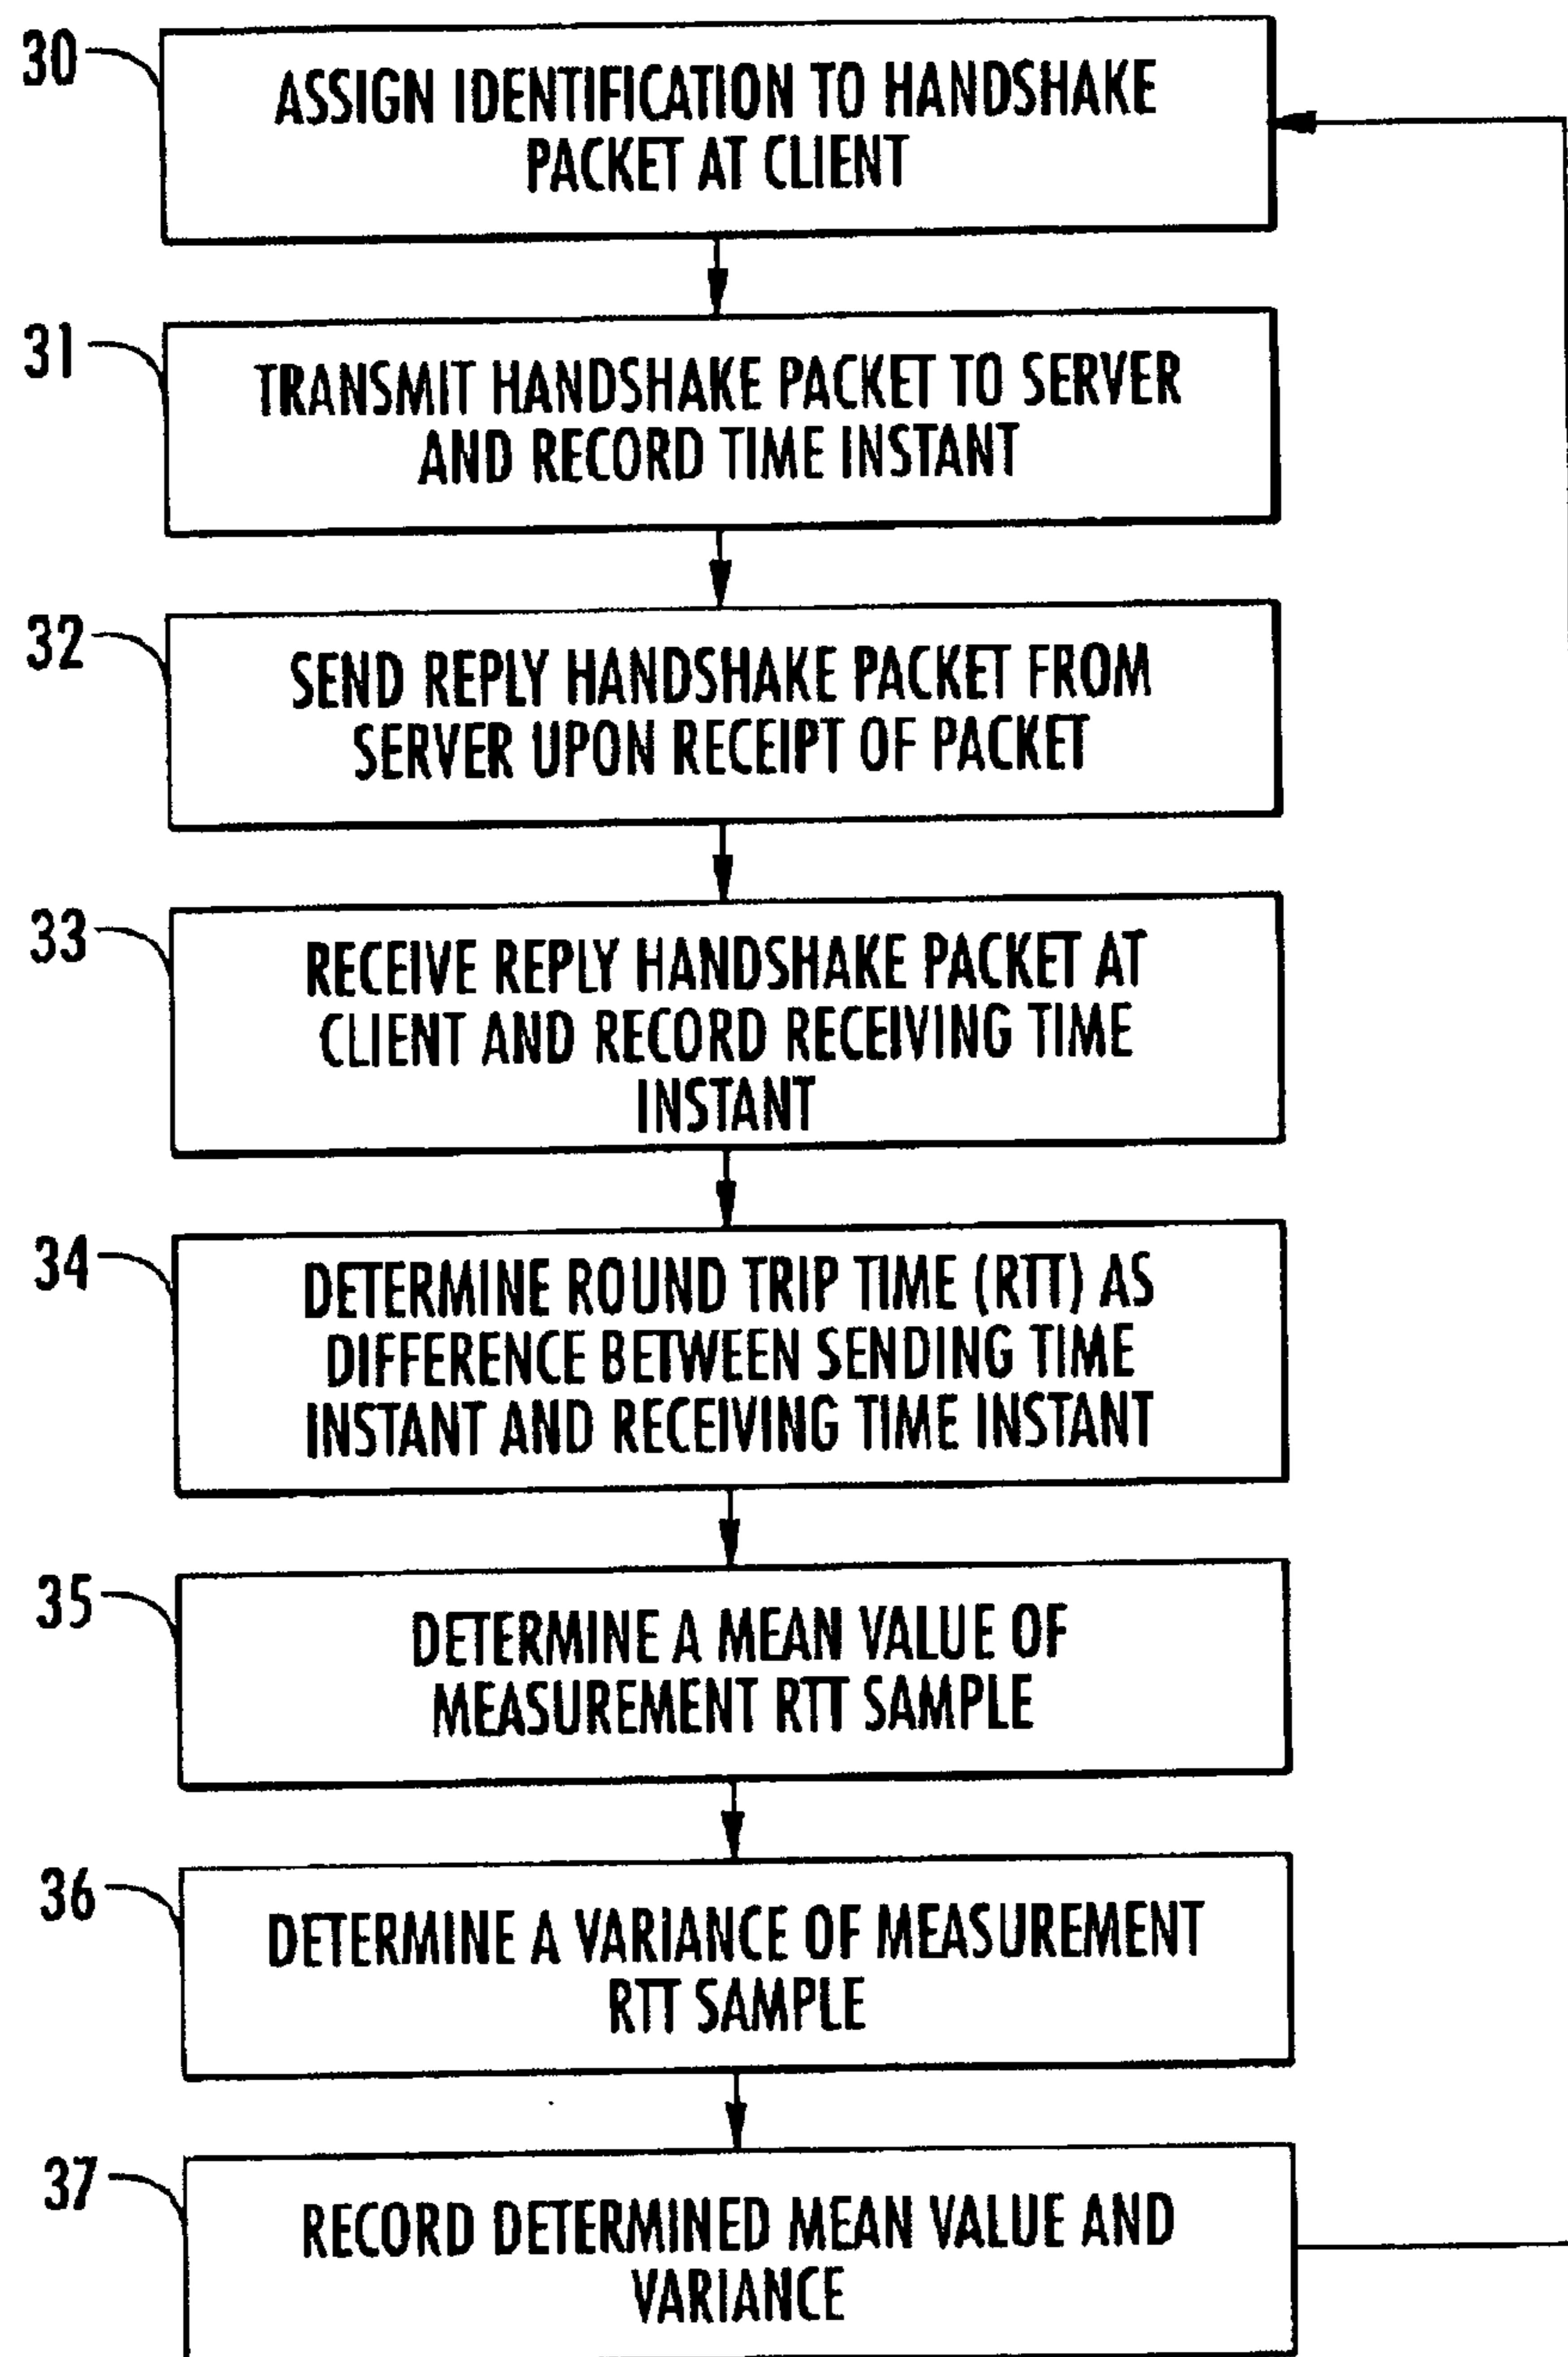 30
ASSIGN IDENTIFICATION TO HANDSHAKE
PACKET AT CLIENT
31
TRANSMIT HANDSHAKE PACKET TO SERVER
AND RECORD TIME INSTANT
32
SEND REPLY HANDSHAKE PACKET FROM
SERVER UPON RECEIPT OF PACKET
33
RECEIVE REPLY HANDSHAKE PACKET AT
CLIENT AND RECORD RECEIVING TIME
INSTANT
34
DETERMINE ROUND TRIP TIME (RTT) AS
DIFFERENCE BETWEEN SENDING TIME
INSTANT AND RECEIVING TIME INSTANT
35
DETERMINE A MEAN VALUE OF
MEASUREMENT RTT SAMPLE
36
DETERMINE A VARIANCE OF MEASUREMENT
RTT SAMPLE
37
RECORD DETERMINED MEAN VALUE AND
VARIANCE